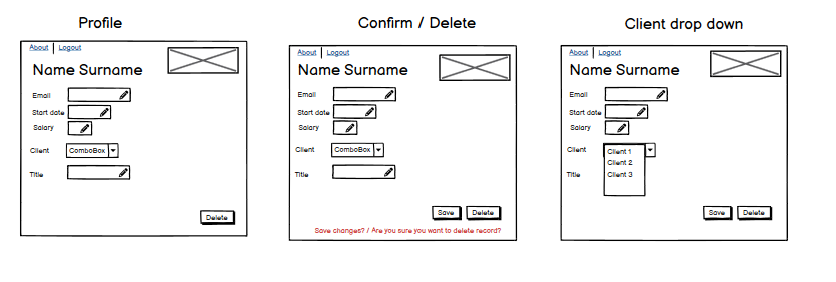 Profile
About | Logout
Name Surname
Email
Start date
Salary
Client ComboBox
Title
Delete
Confirm / Delete
About | Logout
Name Surname
Email
Start date
Salary
Client ComboBox
Title
Save Delete
Save changes? / Are you sure you want to delete record?
Client drop down
About | Logout
Name Surname
Email
Start date
Salary
Client Client 1
Client 2
Title Client 3
Save Delete